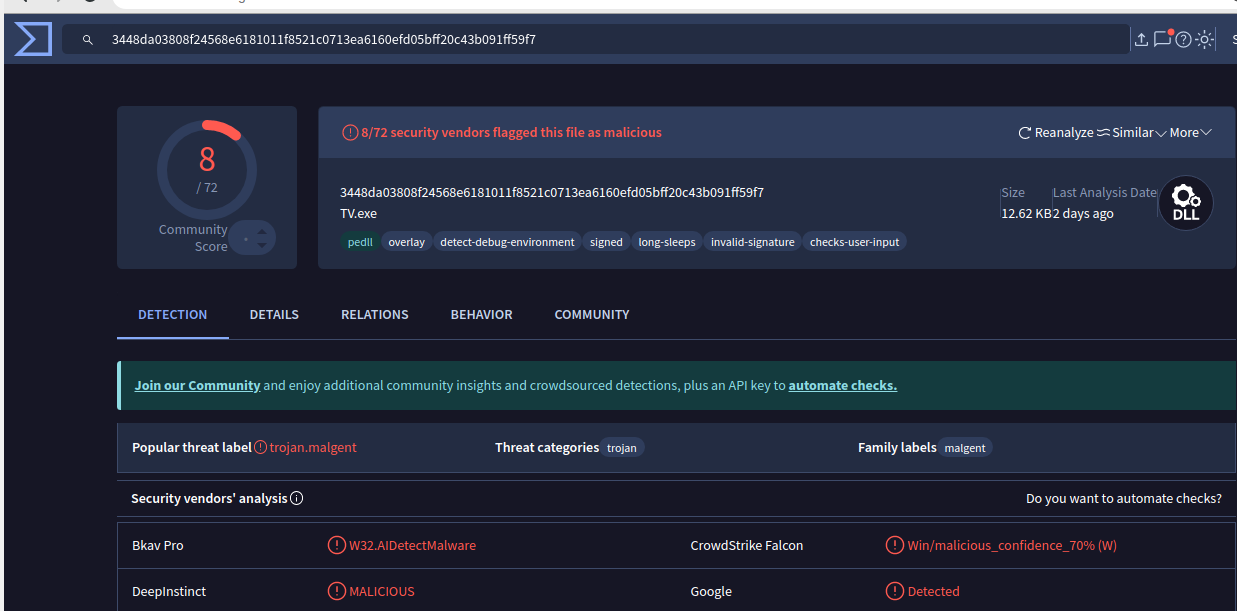 3448da03808f24568e6181011f8521c0713ea6160efd05bff20c43b091ff59f7
8
/ 72
Community
Score
8/72 security vendors flagged this file as malicious
Reanalyze Similar More
3448da03808f24568e6181011f8521c0713ea6160efd05bff20c43b091ff59f7
TV.exe
pedll overlay detect-debug-environment signed long-sleeps invalid-signature checks-user-input
Size
12.62 KB
Last Analysis Date
2 days ago
DLL
DETECTION DETAILS RELATIONS BEHAVIOR COMMUNITY
Join our Community and enjoy additional community insights and crowdsourced detections, plus an API key to automate checks.
Popular threat label trojan.malgent Threat categories trojan Family labels malgent
Security vendors' analysis Do you want to automate checks?
Bkav Pro W32.AIDetectMalware CrowdStrike Falcon Win/malicious_confidence_70% (W)
DeepInstinct MALICIOUS Google Detected